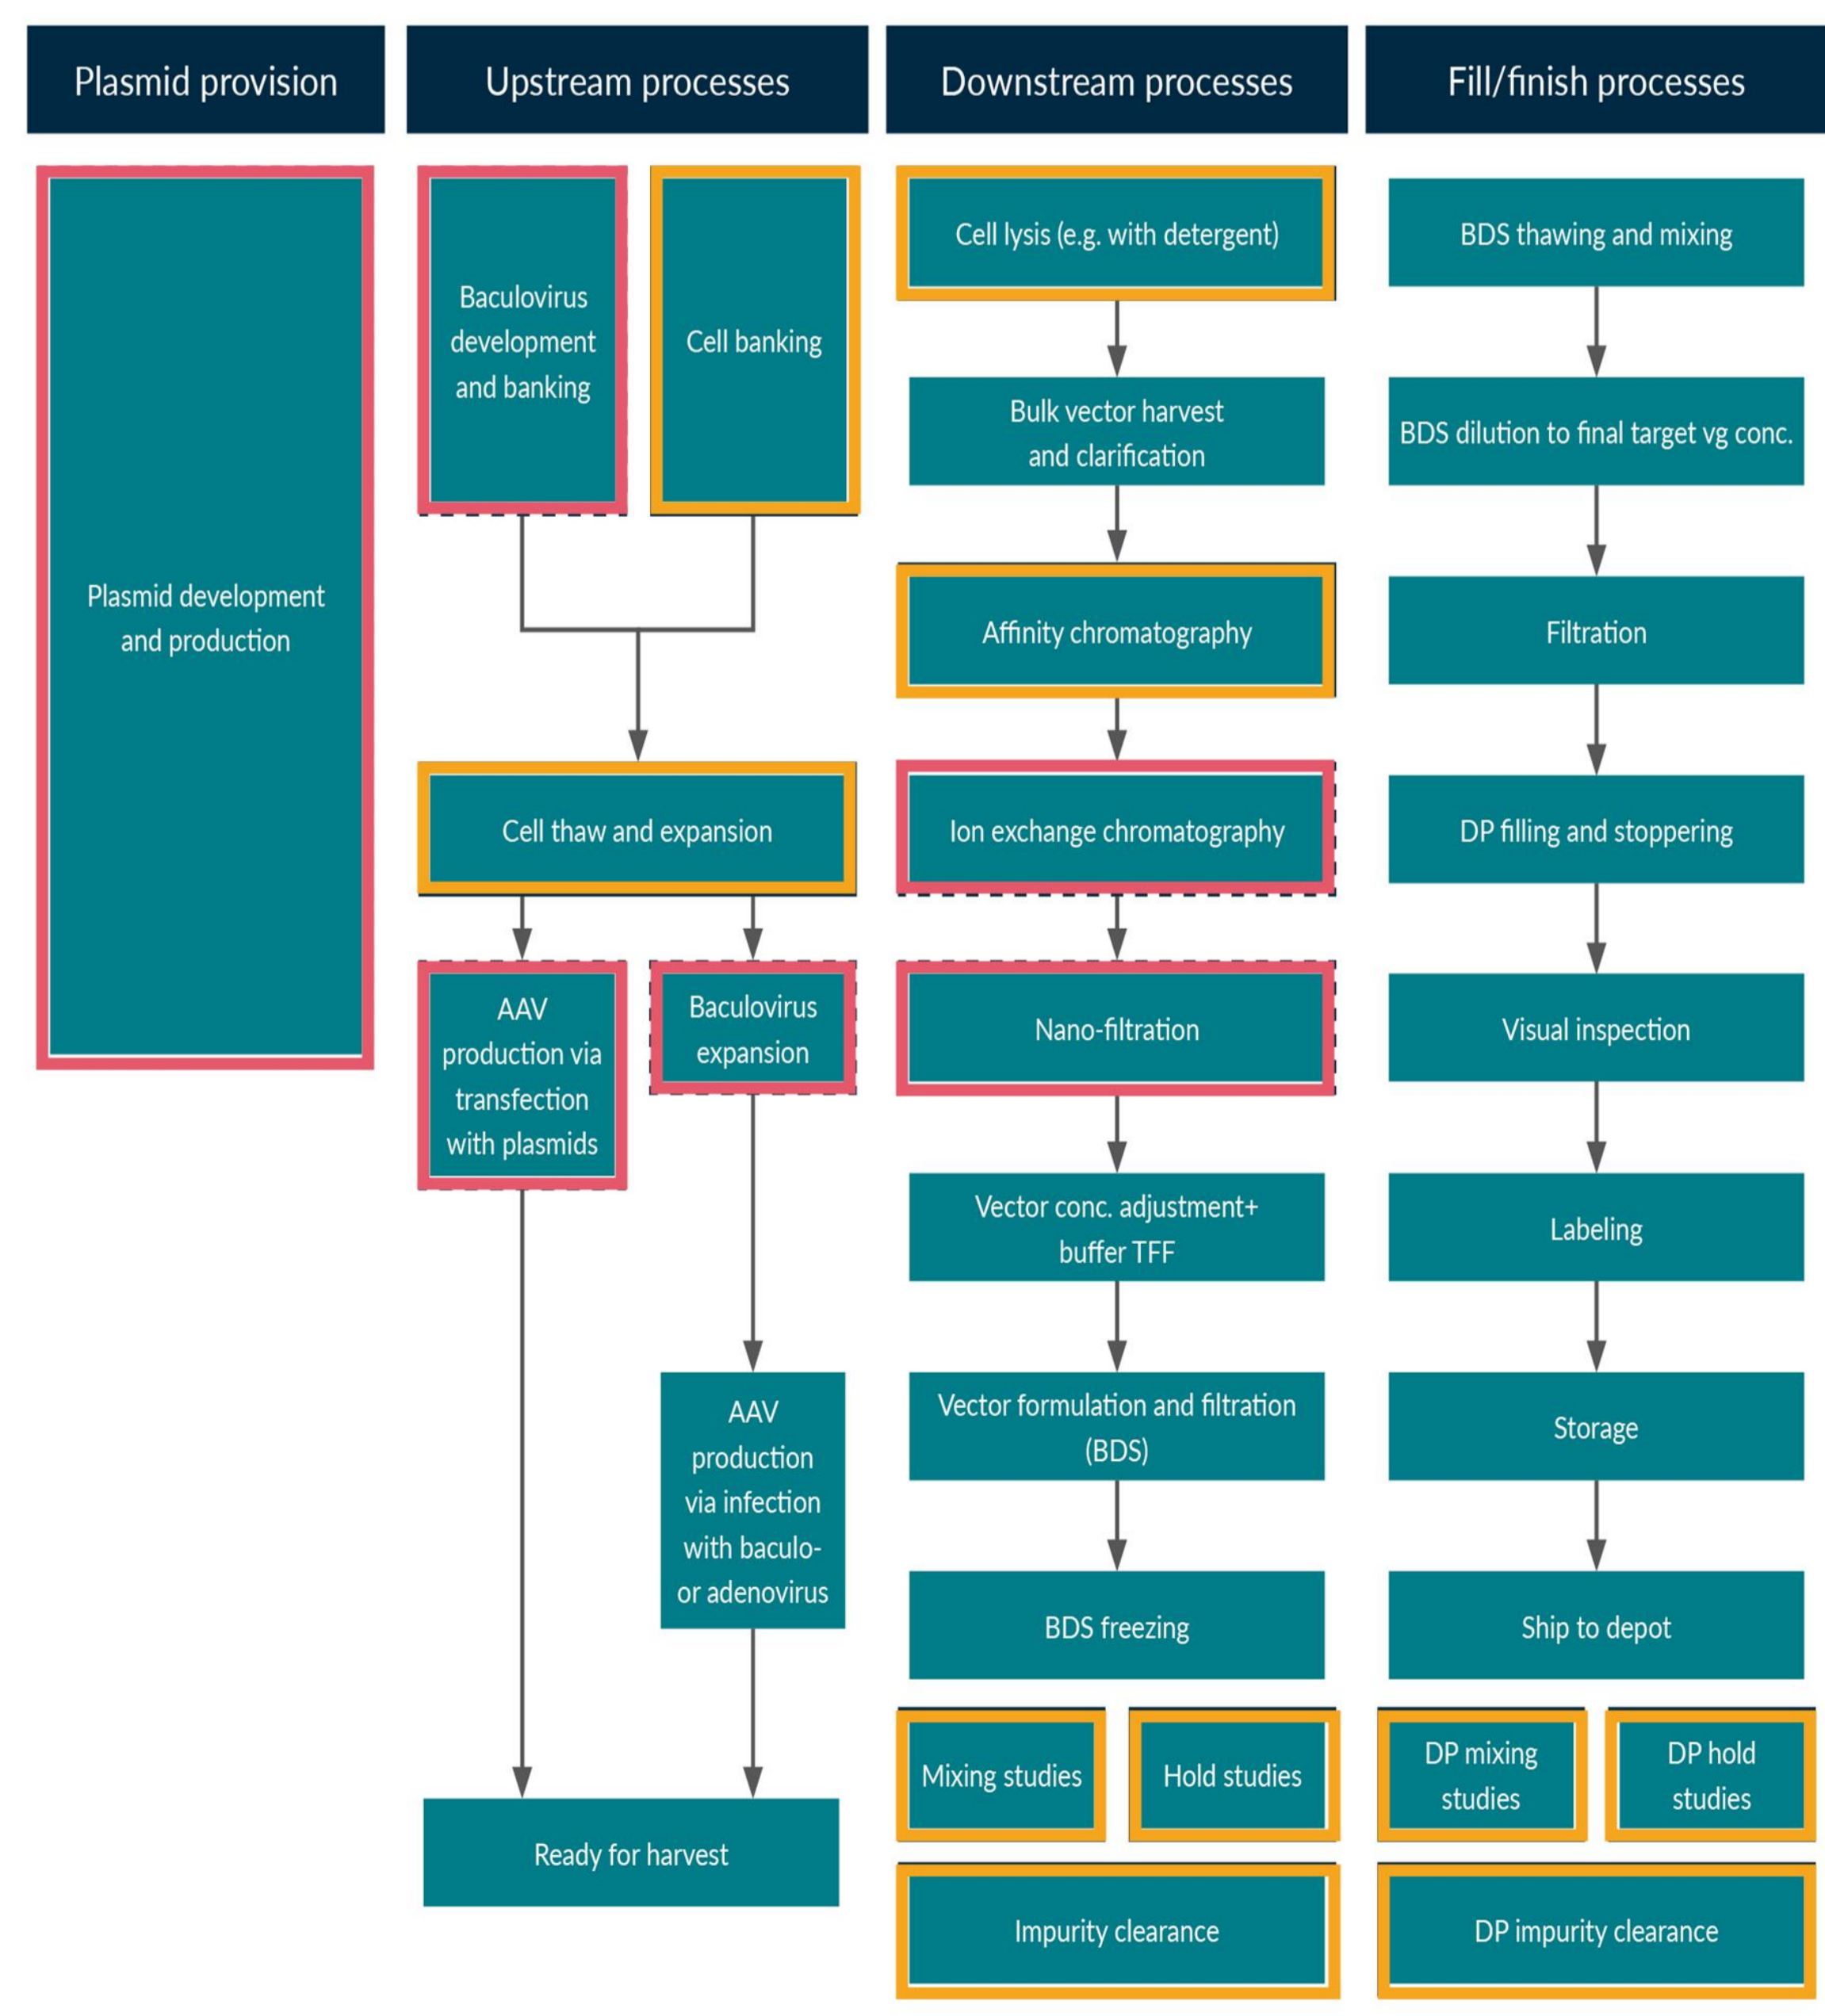 Plasmid provision
Upstream processes
Downstream processes
Fill/finish processes
Plasmid development
and production
Baculovirus
development
and banking
Cell banking
Cell thaw and expansion
AAV
production via
transfection
with plasmids
Baculovirus
expansion
AAV
production
via infection
with baculo-
or adenovirus
Ready for harvest
Cell lysis (e.g. with detergent)
Bulk vector harvest
and clarification
Affinity chromatography
Ion exchange chromatography
Nano-filtration
Vector conc. adjustment+
buffer TFF
Vector formulation and filtration
(BDS)
BDS freezing
Mixing studies
Hold studies
Impurity clearance
BDS thawing and mixing
BDS dilution to final target vg conc.
Filtration
DP filling and stoppering
Visual inspection
Labeling
Storage
Ship to depot
DP mixing
studies
DP hold
studies
DP impurity clearance